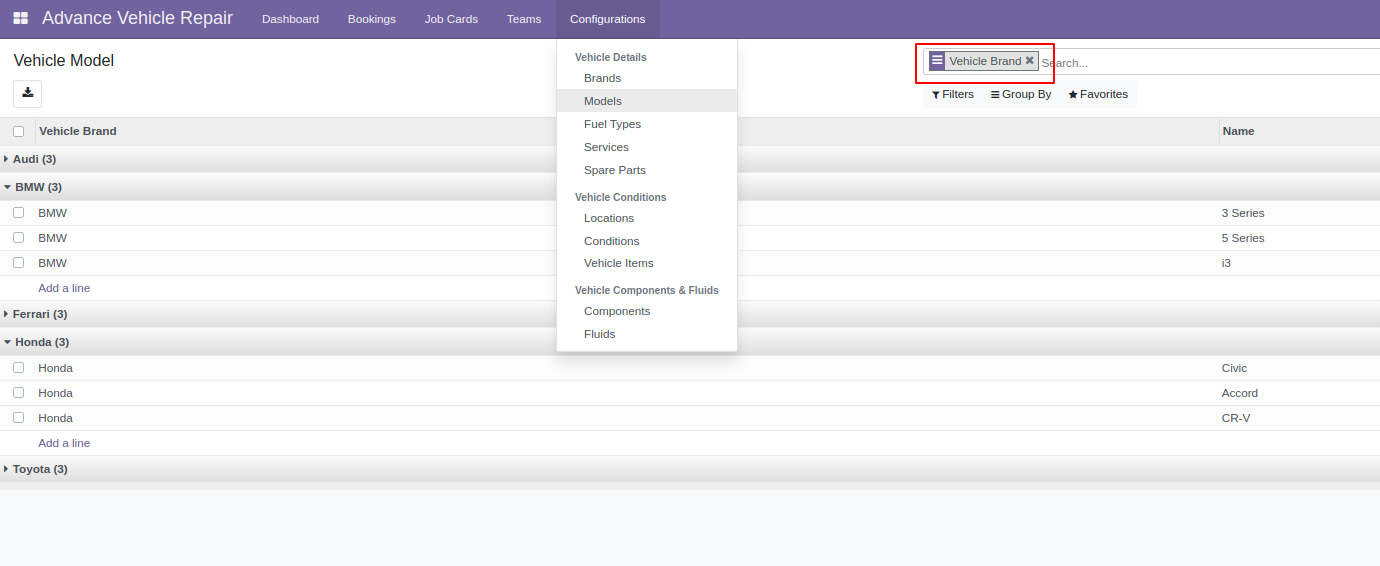 Advance Vehicle Repair Dashboard Bookings Job Cards Teams Configurations
Vehicle Model
Vehicle Brand Search...
Filters Group By Favorites
Vehicle Details
Brands
Models
Fuel Types
Services
Spare Parts
Vehicle Conditions
Locations
Conditions
Vehicle Items
Vehicle Components & Fluids
Components
Fluids
Vehicle Brand Name
Audi (3)
BMW (3)
BMW 3 Series
BMW 5 Series
BMW i3
Add a line
Ferrari (3)
Honda (3)
Honda Civic
Honda Accord
Honda CR-V
Add a line
Toyota (3)